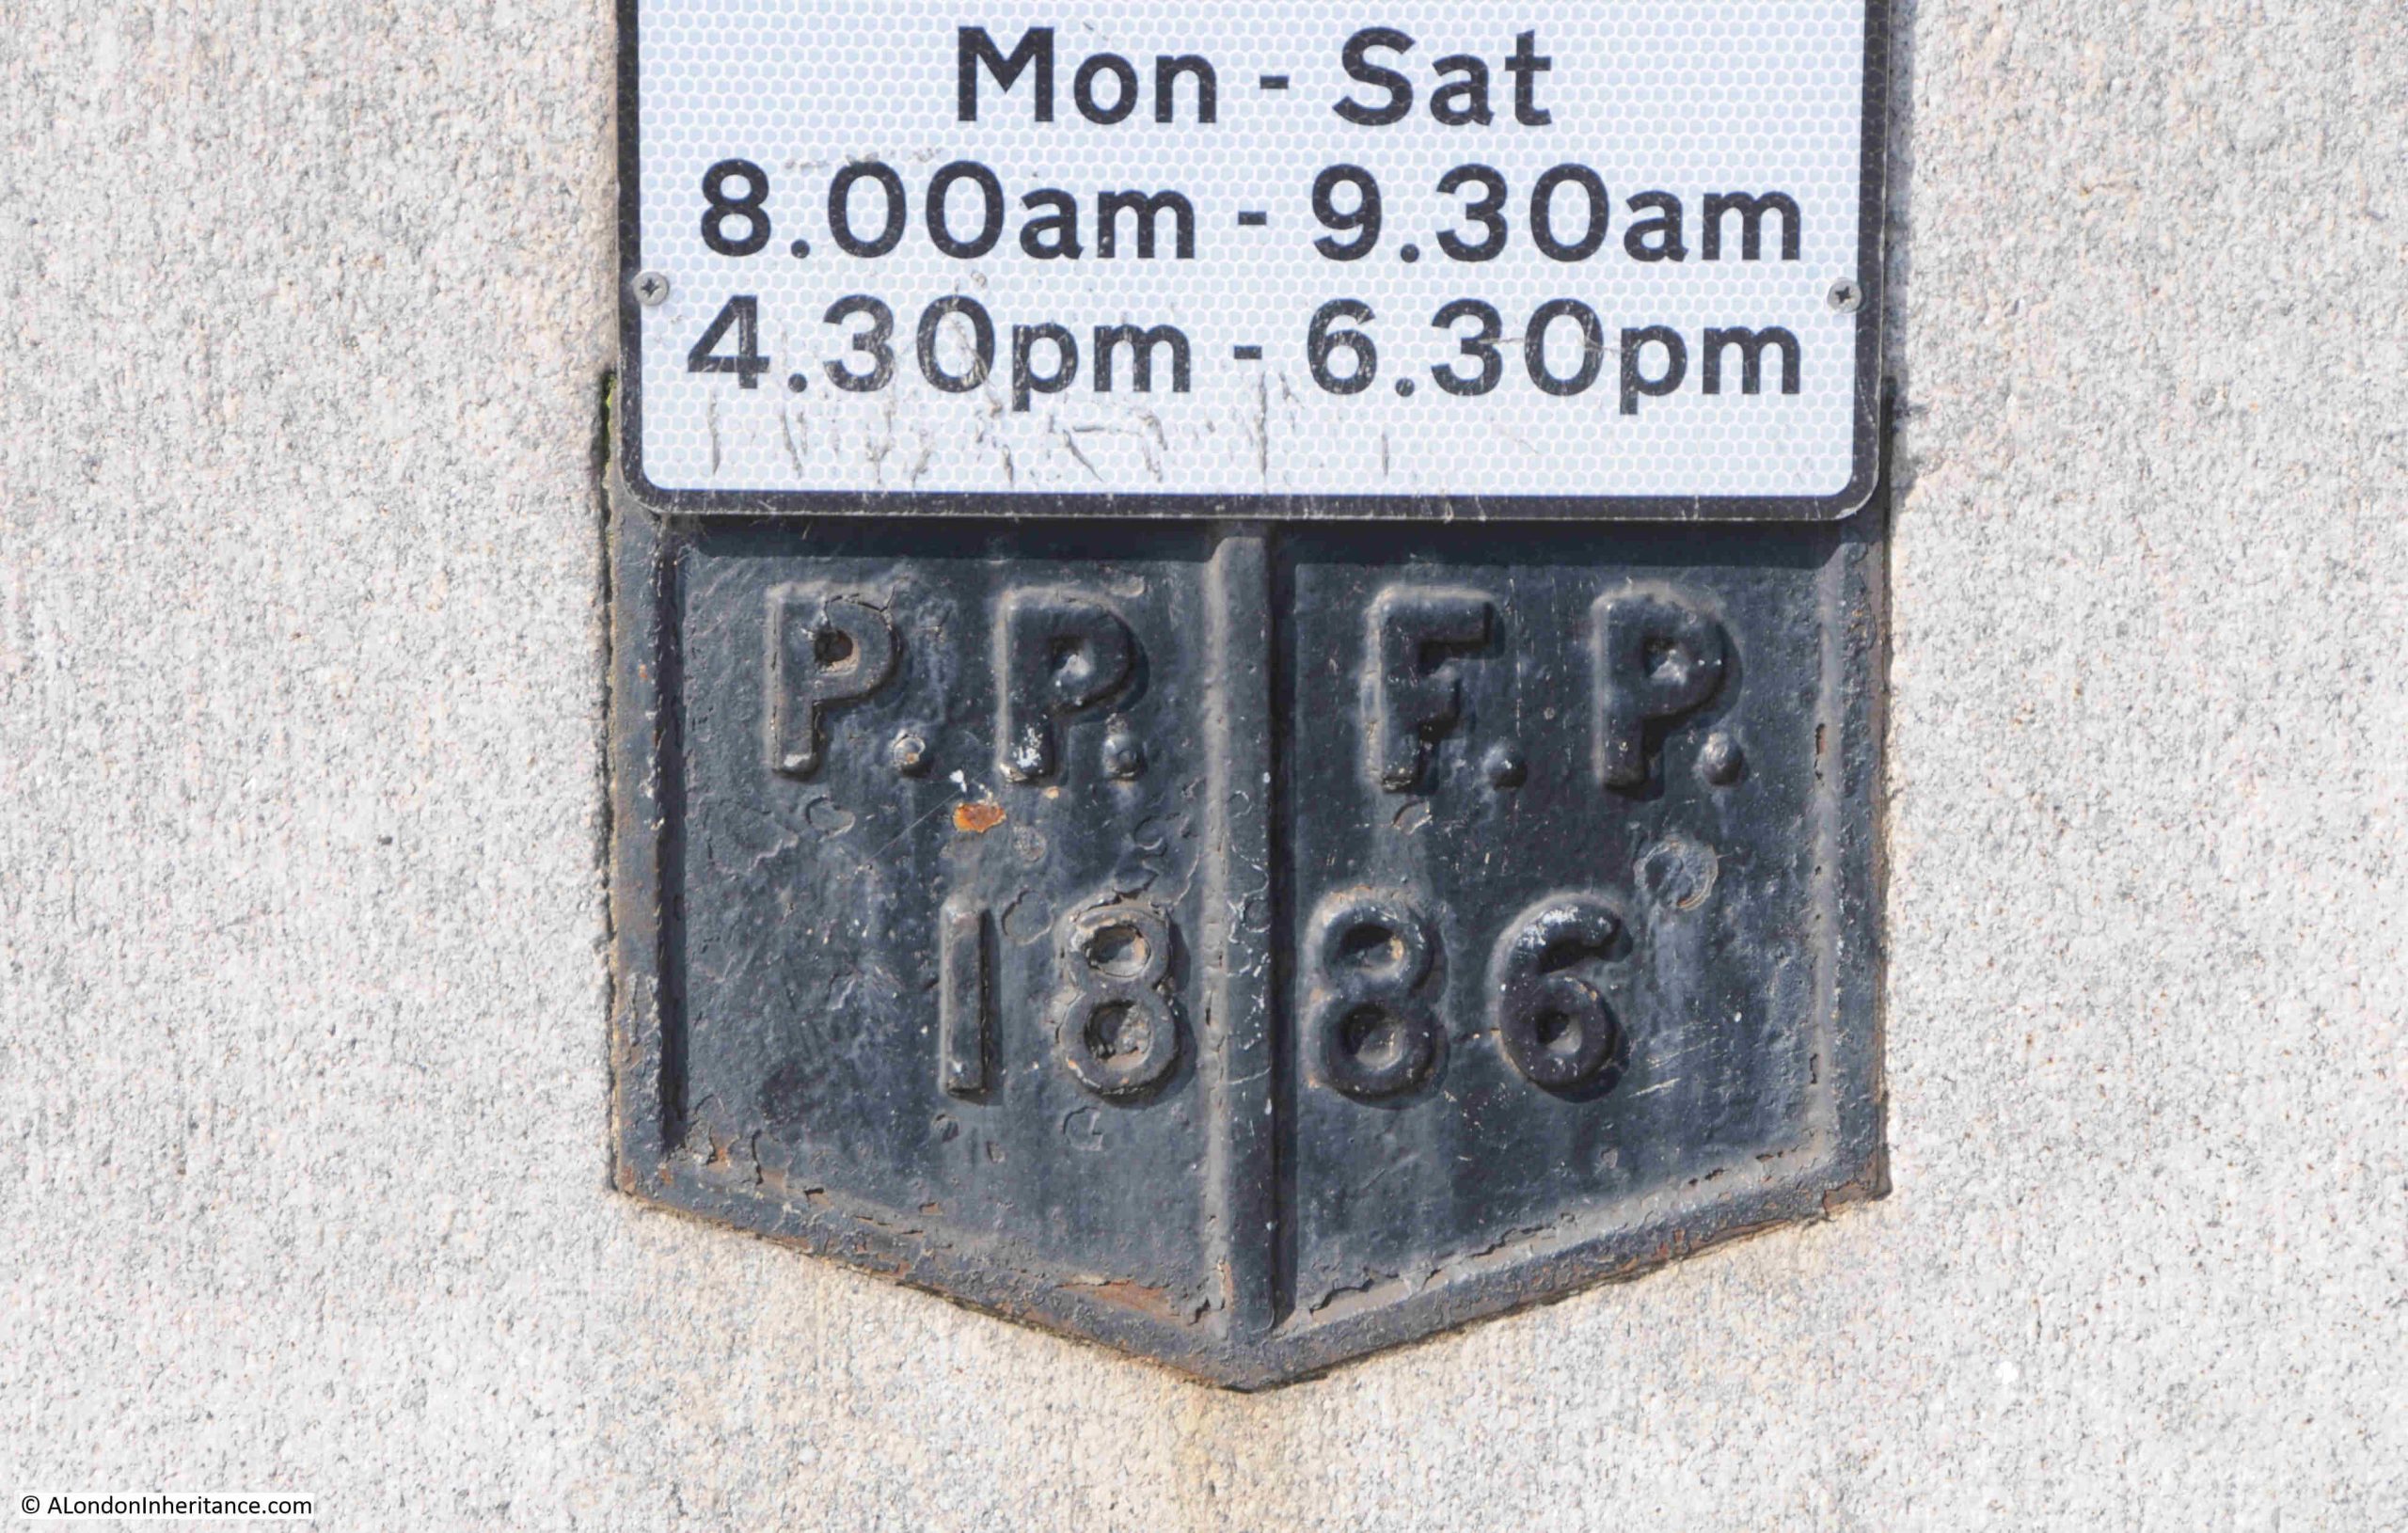 Mon - Sat
8.00am - 9.30am
4.30pm - 6.30pm
P. P. F. P.
1886
© ALondonInheritance.com